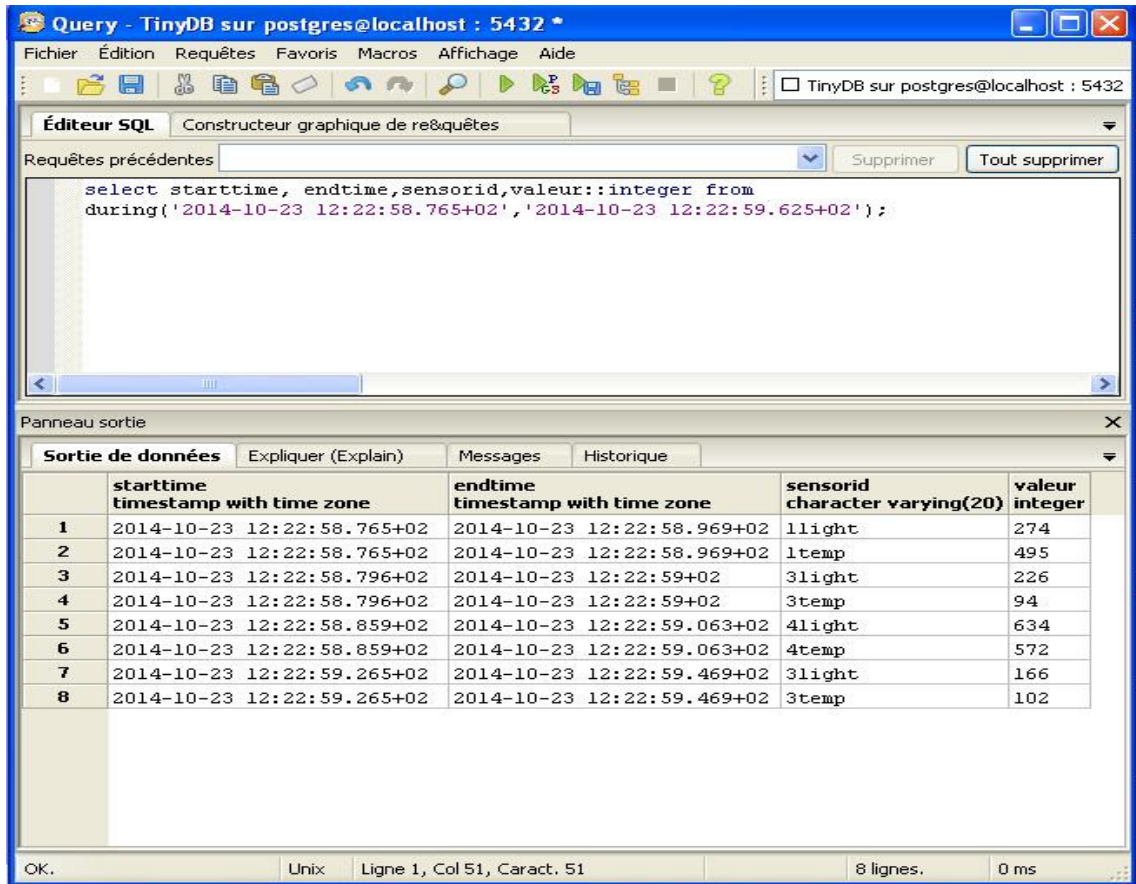 Query - TinyDB sur postgres@localhost : 5432 *
Fichier Édition Requêtes Favoris Macros Affichage Aide
TinyDB sur postgres@localhost : 5432
Éditeur SQL Constructeur graphique de re&quêtes
Requêtes précédentes Supprimer Tout supprimer
select starttime, endtime,sensorid,valeur::integer from
during('2014-10-23 12:22:58.765+02','2014-10-23 12:22:59.625+02');
Panneau sortie
Sortie de données Expliquer (Explain) Messages Historique
starttime endtime sensorid valeur
timestamp with time zone timestamp with time zone character varying(20) integer
1 2014-10-23 12:22:58.765+02 2014-10-23 12:22:58.969+02 1light 274
2 2014-10-23 12:22:58.765+02 2014-10-23 12:22:58.969+02 1temp 495
3 2014-10-23 12:22:58.796+02 2014-10-23 12:22:59+02 3light 226
4 2014-10-23 12:22:58.796+02 2014-10-23 12:22:59+02 3temp 94
5 2014-10-23 12:22:58.859+02 2014-10-23 12:22:59.063+02 4light 634
6 2014-10-23 12:22:58.859+02 2014-10-23 12:22:59.063+02 4temp 572
7 2014-10-23 12:22:59.265+02 2014-10-23 12:22:59.469+02 3light 166
8 2014-10-23 12:22:59.265+02 2014-10-23 12:22:59.469+02 3temp 102
OK. Unix Ligne 1, Col 51, Caract. 51 8 lignes. 0 ms